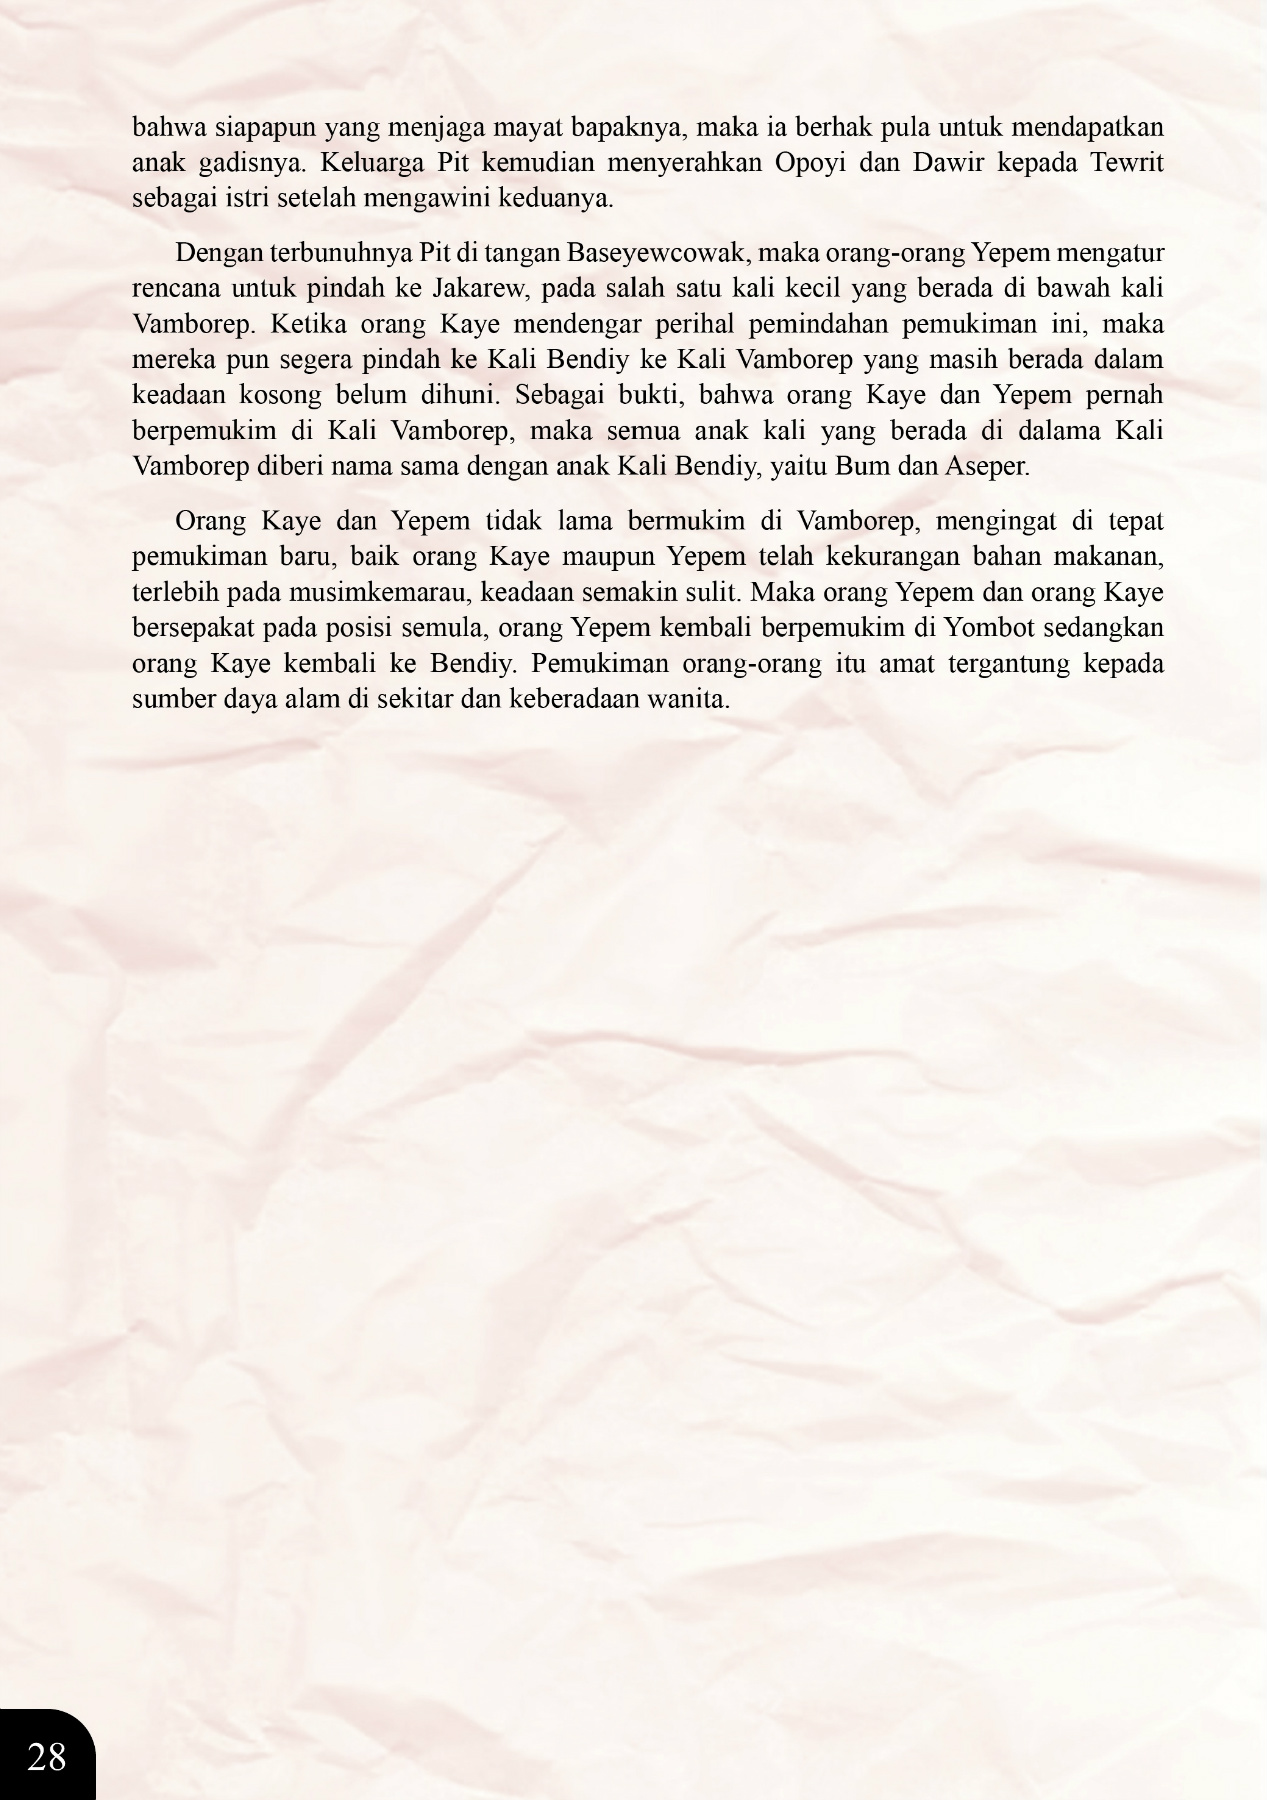 bahwa siapapun yang menjaga mayat bapaknya, maka ia berhak pula untuk mendapatkan
anak gadisnya. Keluarga Pit kemudian menyerahkan Opoyi dan Dawir kepada Tewrit
sebagai istri setelah mengawini keduanya.
Dengan terbunuhnya Pit di tangan Baseyewcowak, maka orang-orang Yepem mengatur
rencana untuk pindah ke Jakarew, pada salah satu kali kecil yang berada di bawah kali
Vamborep. Ketika orang Kaye mendengar perihal pemindahan pemukiman ini, maka
mereka pun segera pindah ke Kali Bendiy ke Kali Vamborep yang masih berada dalam
keadaan kosong belum dihuni. Sebagai bukti, bahwa orang Kaye dan Yepem pernah
berpemukim di Kali Vamborep, maka semua anak kali yang berada di dalama Kali
Vamborep diberi nama sama dengan anak Kali Bendiy, yaitu Bum dan Aseper.
Orang Kaye dan Yepem tidak lama bermukim di Vamborep, mengingat di tepat
pemukiman baru, baik orang Kaye maupun Yepem telah kekurangan bahan makanan,
terlebih pada musimkemarau, keadaan semakin sulit. Maka orang Yepem dan orang Kaye
bersepakat pada posisi semula, orang Yepem kembali berpemukim di Yombot sedangkan
orang Kaye kembali ke Bendiy. Pemukiman orang-orang itu amat tergantung kepada
sumber daya alam di sekitar dan keberadaan wanita.
28